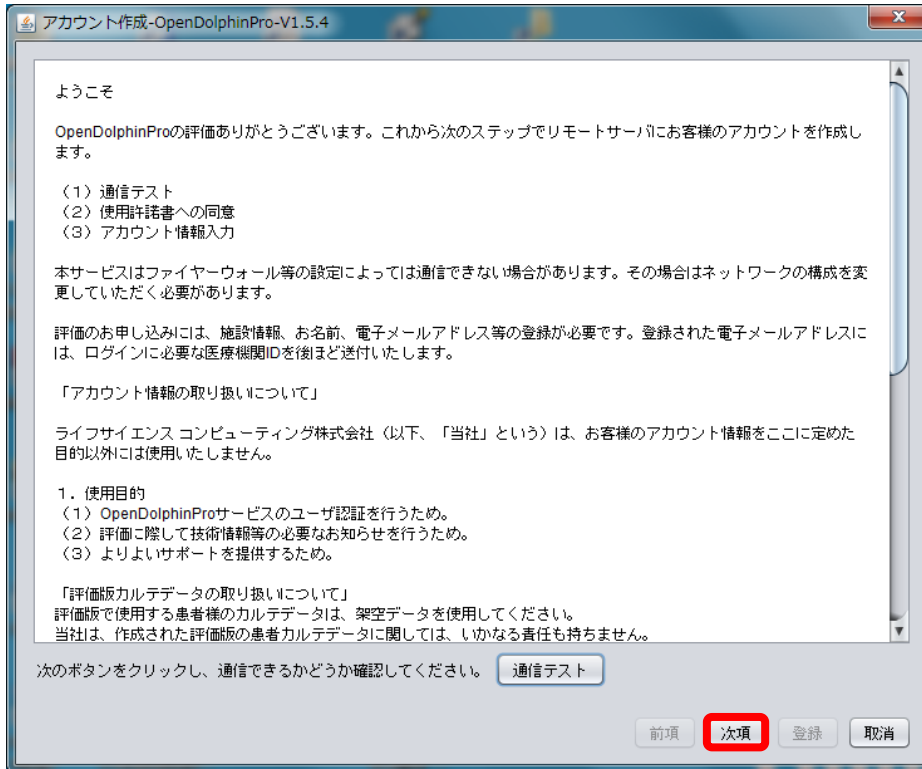 アカウント作成-OpenDolphinPro-V1.5.4
ようこそ
OpenDolphinProの評価ありがとうございます。これから次のステップでリモートサーバにお客様のアカウントを作成し
ます。
（１）通信テスト
（２）使用許諾書への同意
（３）アカウント情報入力
本サービスはファイヤーウォール等の設定によっては通信できない場合があります。その場合はネットワークの構成を変
更していただく必要があります。
評価のお申し込みには、施設情報、お名前、電子メールアドレス等の登録が必要です。登録された電子メールアドレスに
は、ログインに必要な医療機関IDを後ほど送付いたします。
「アカウント情報の取り扱いについて」
ライフサイエンス コンピューティング株式会社（以下、「当社」という）は、お客様のアカウント情報をここに定めた
目的以外には使用いたしません。
１．使用目的
（１）OpenDolphinProサービスのユーザ認証を行うため。
（２）評価に際して技術情報等の必要なお知らせを行うため。
（３）よりよいサポートを提供するため。
「評価版カルテデータの取り扱いについて」
評価版で使用する患者様のカルテデータは、架空データを使用してください。
当社は、作成された評価版の患者カルテデータに関しては、いかなる責任も持ちません。
次のボタンをクリックし、通信できるかどうか確認してください。 通信テスト
前項 次項 登録 取消